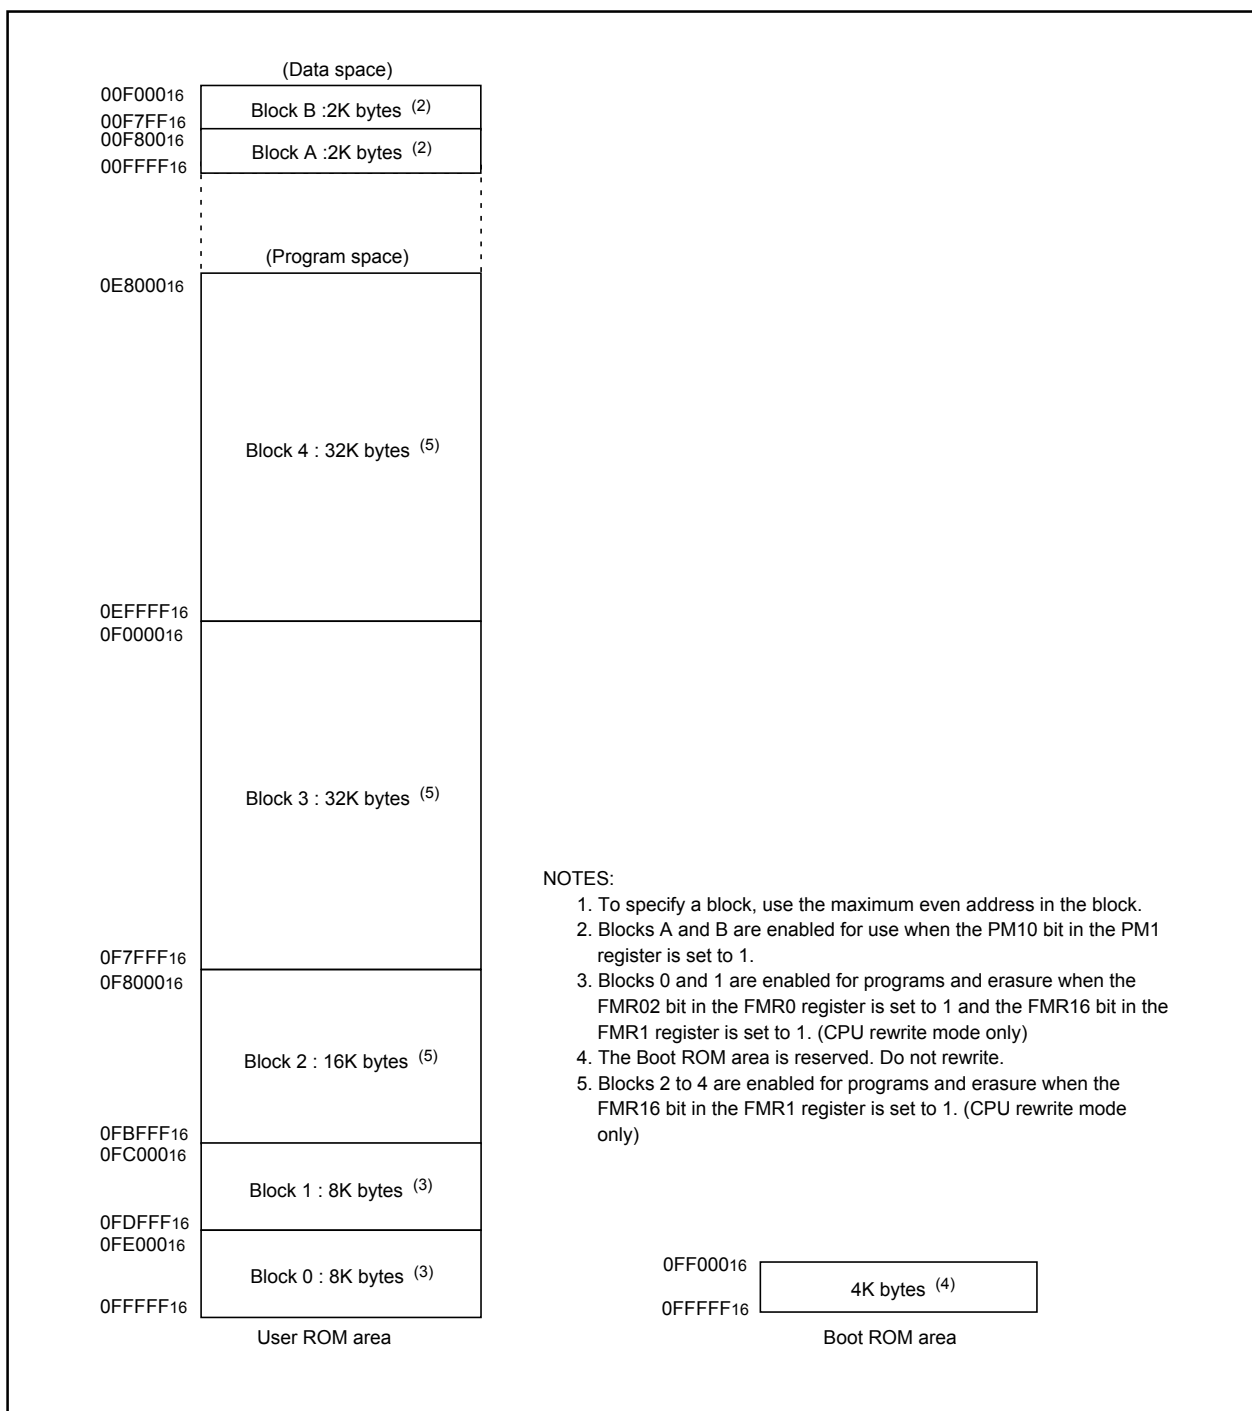 (Data space)
00F00016
Block B :2K bytes (2)
00F7FF16
00F80016
Block A :2K bytes (2)
00FFFF16
(Program space)
0E800016
Block 4 : 32K bytes (5)
0EFFFF16
0F000016
Block 3 : 32K bytes (5)
0F7FFF16
0F800016
Block 2 : 16K bytes (5)
0FBFFF16
0FC00016
Block 1 : 8K bytes (3)
0FDFFF16
0FE00016
Block 0 : 8K bytes (3)
0FFFFF16
User ROM area
NOTES:
1. To specify a block, use the maximum even address in the block.
2. Blocks A and B are enabled for use when the PM10 bit in the PM1
register is set to 1.
3. Blocks 0 and 1 are enabled for programs and erasure when the
FMR02 bit in the FMR0 register is set to 1 and the FMR16 bit in the
FMR1 register is set to 1. (CPU rewrite mode only)
4. The Boot ROM area is reserved. Do not rewrite.
5. Blocks 2 to 4 are enabled for programs and erasure when the
FMR16 bit in the FMR1 register is set to 1. (CPU rewrite mode
only)
0FF00016
4K bytes (4)
0FFFFF16
Boot ROM area